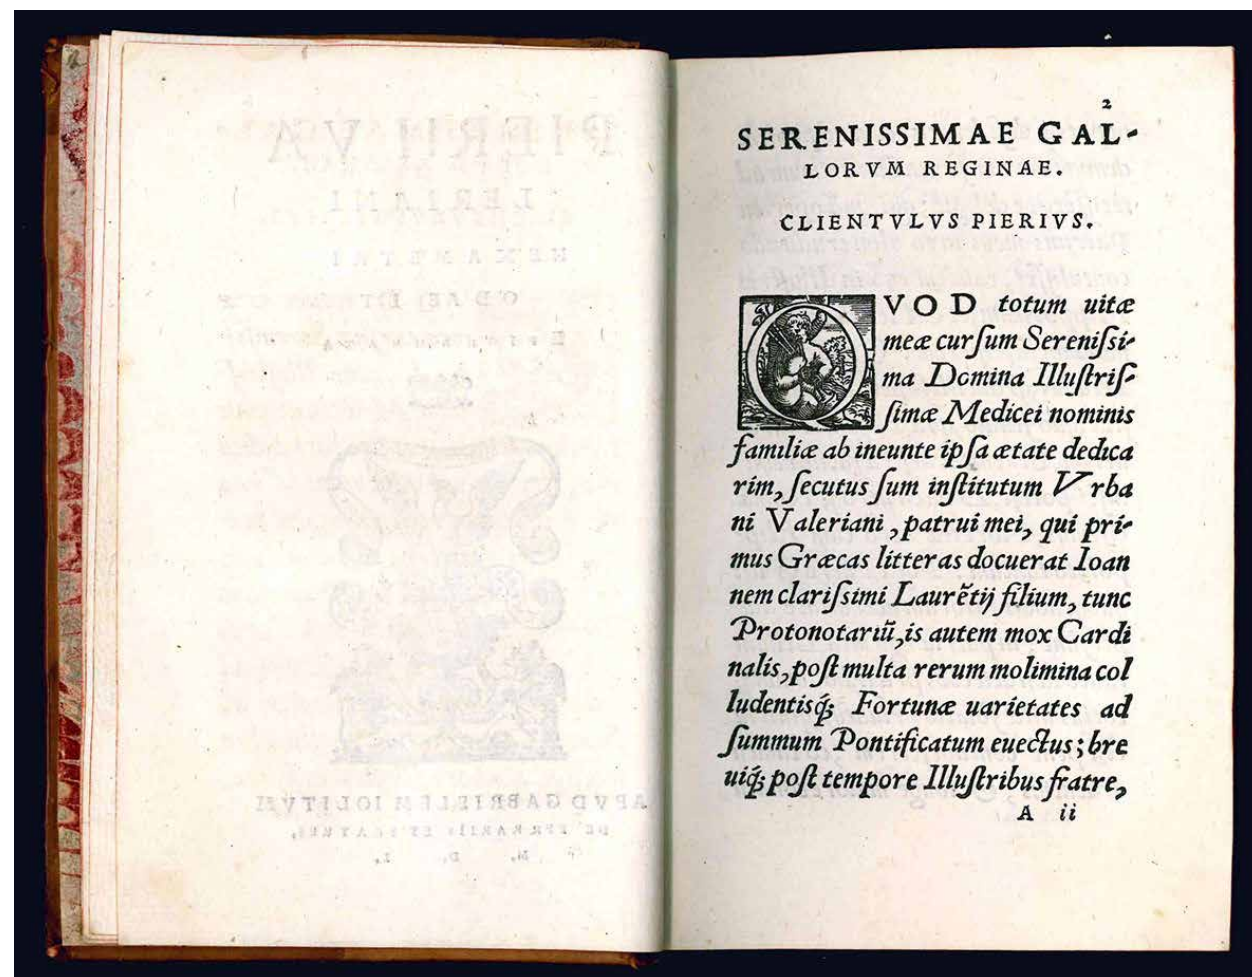 2
SERENISSIMAE GAL-
LORVM REGINAE.
CLIENTVLVS PIERIVS.
QVOD totum uitæ
meæ curſum Sereniſſi-
ma Domina Illuſtriſ-
ſimæ Medicei nominis
familiæ ab ineunte ipſa ætate dedica
rim, ſecutus ſum inſtitutum Vrba
ni Valeriani, patrui mei, qui pri-
mus Græcas litteras docuerat Ioan
nem clariſſimi Laurẽtij filium, tunc
Protonotariũ, is autem mox Cardi
nalis, poſt multa rerum molimina col
ludentisq́; Fortunæ uarietates ad
ſummum Pontificatum euectus; bre
uiq́; poſt tempore Illuſtribus fratre,
A ii